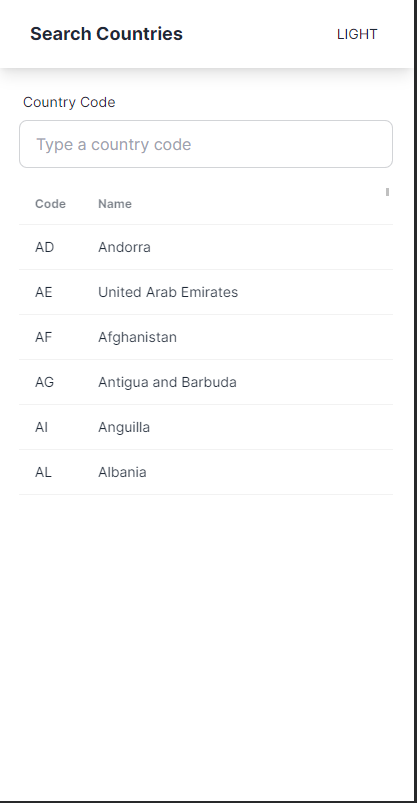 Search Countries LIGHT
Country Code
Type a country code
Code Name
AD Andorra
AE United Arab Emirates
AF Afghanistan
AG Antigua and Barbuda
AI Anguilla
AL Albania